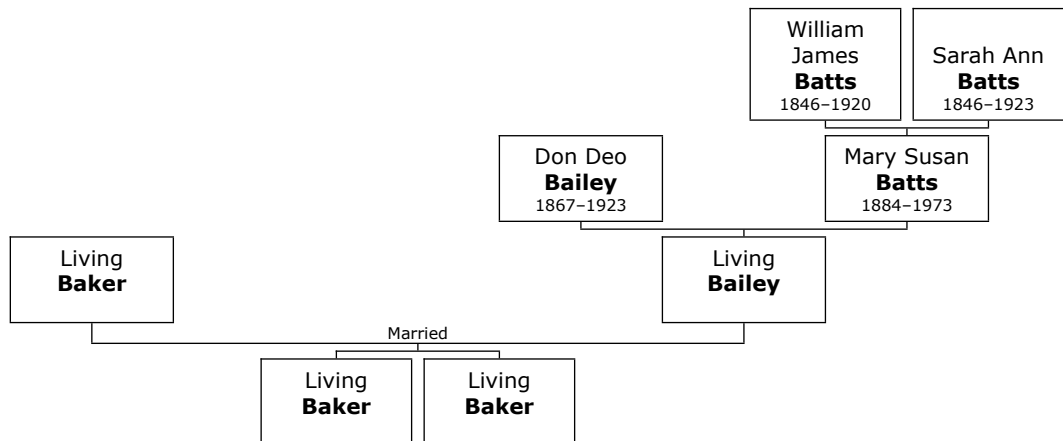 William
James
Batts
1846–1920
Sarah Ann
Batts
1846–1923
Don Deo
Bailey
1867–1923
Mary Susan
Batts
1884–1973
Living
Baker
Living
Bailey
Married
Living
Baker
Living
Baker